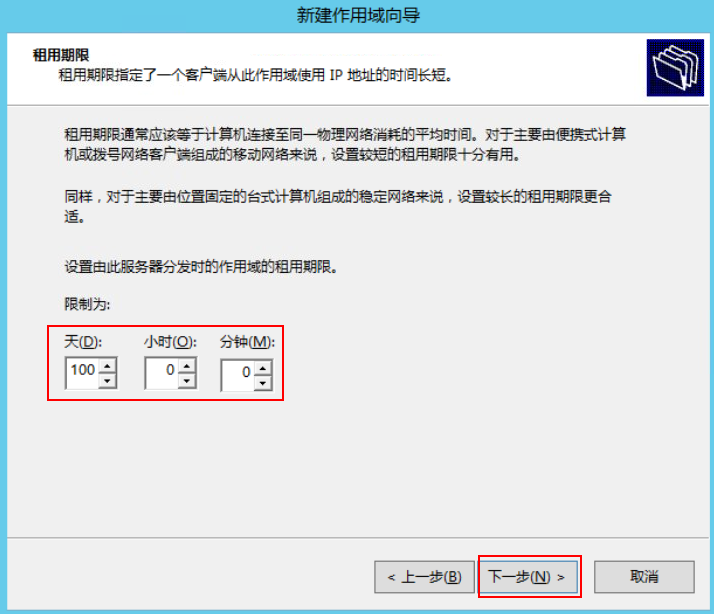 新建作用域向导
租用期限
租用期限指定了一个客户端从此作用域使用 IP 地址的时间长短。
租用期限通常应该等于计算机连接至同一物理网络消耗的平均时间。对于主要由便携式计算
机或拨号网络客户端组成的移动网络来说，设置较短的租用期限十分有用。
同样，对于主要由位置固定的台式计算机组成的稳定网络来说，设置较长的租用期限更合
适。
设置由此服务器分发时的作用域的租用期限。
限制为:
天(D): 小时(O): 分钟(M):
100 0 0
< 上一步(B) 下一步(N) > 取消